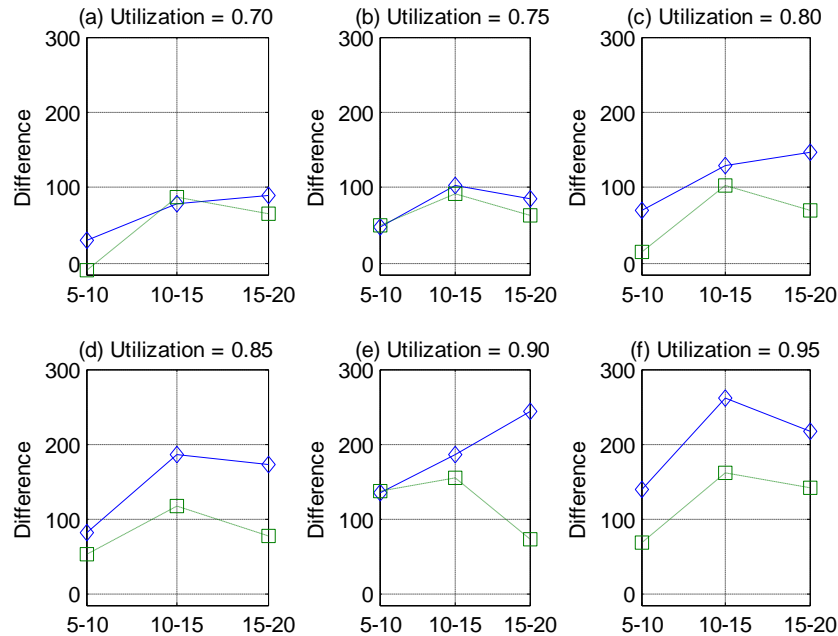 (a) Utilization = 0.70
(b) Utilization = 0.75
(c) Utilization = 0.80
300
200
100
0
Difference
5-10 10-15 15-20
300
200
100
0
Difference
5-10 10-15 15-20
300
200
100
0
Difference
5-10 10-15 15-20
(d) Utilization = 0.85
(e) Utilization = 0.90
(f) Utilization = 0.95
300
200
100
0
Difference
5-10 10-15 15-20
300
200
100
0
Difference
5-10 10-15 15-20
300
200
100
0
Difference
5-10 10-15 15-20